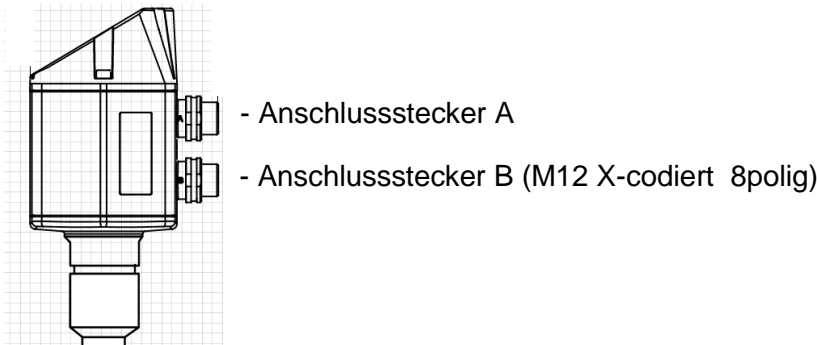 - Anschlussstecker A
- Anschlussstecker B (M12 X-codiert 8polig)
A
B